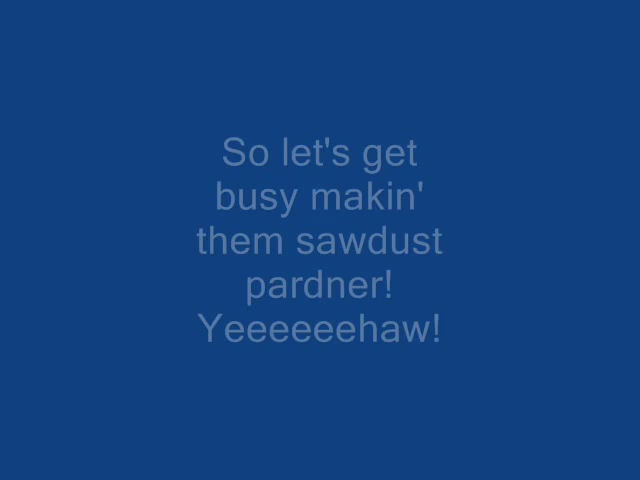 So let's get
busy makin'
them sawdust
pardner!
Yeeeeeehaw!